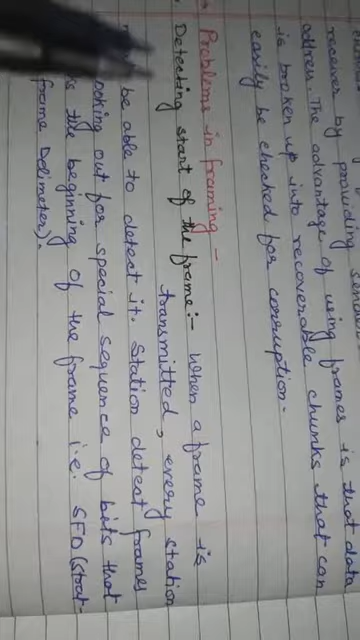 receiver by providing
address. The advantage of using frames is that data
is broken up into recoverable chunks that can
easily be checked for corruption.
Problems in framing -
Detecting start of the frame:- When a frame is
transmitted, every station
be able to detect it. Station detect frames
out for special sequence of bits that
the beginning of the frame i.e. SFD (Strat-
frame Delimeter).